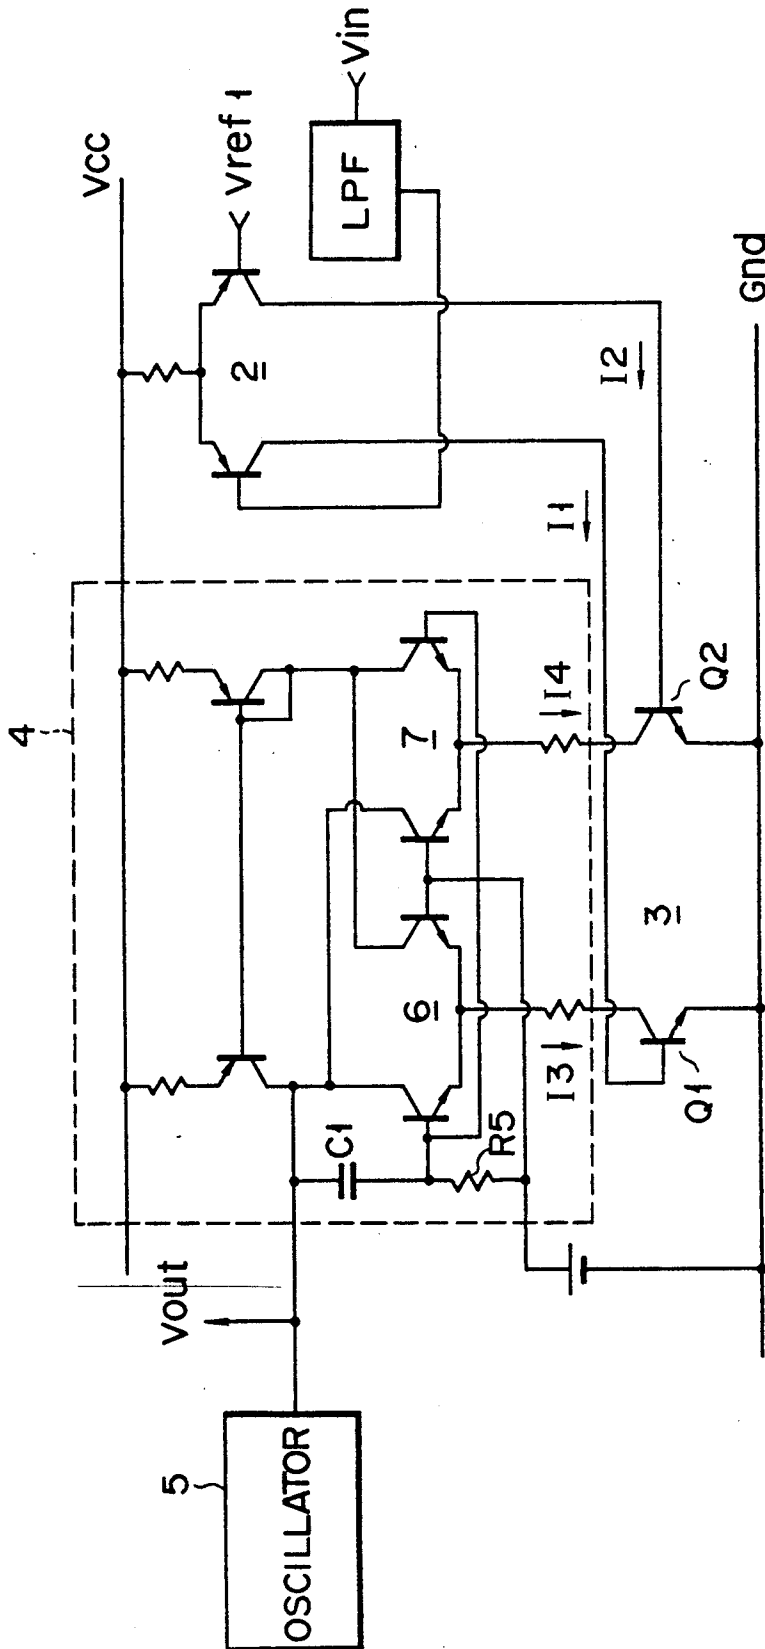 Vcc
Vref 1
Vin
LPF
2
4
I2
I1
Gnd
7
I4
Q2
6
3
I3
Q1
C1
R5
Vout
5
OSCILLATOR